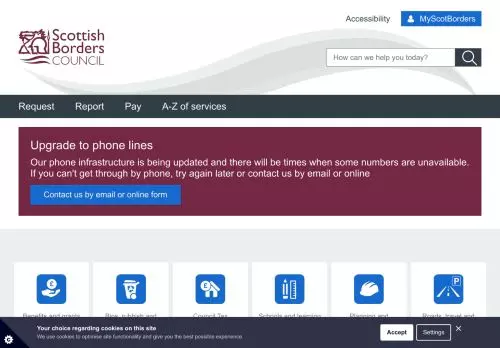 Accessibility
MyScotBorders
Scottish
Borders
COUNCIL
How can we help you today?
Request
Report
Pay
A-Z of services
Upgrade to phone lines
Our phone infrastructure is being updated and there will be times when some numbers are unavailable.
If you can't get through by phone, try again later or contact us by email or online
Contact us by email or online form
Benefits and grants
Bins, rubbish and
Council Tax
Schools and learning
Planning and
Roads, travel and
Your choice regarding cookies on this site
We use cookies to optimise site functionality and give you the best possible experience.
Accept
Settings